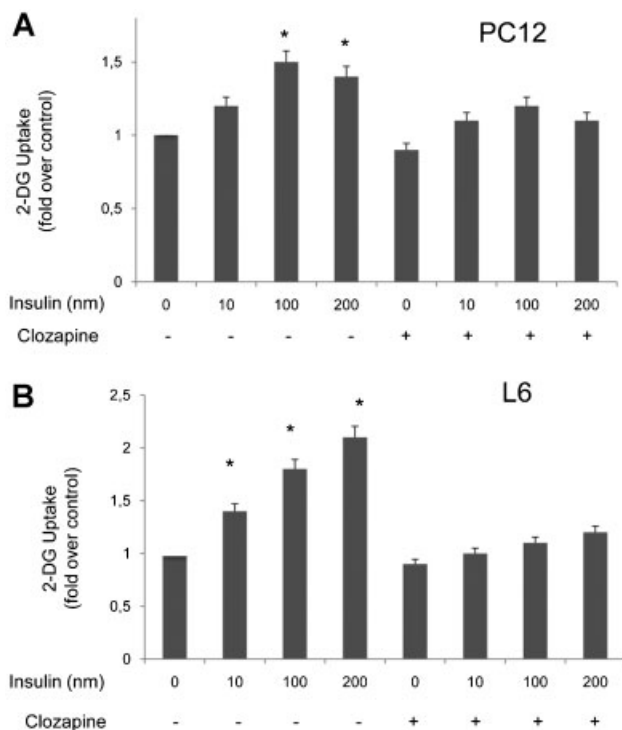 A
PC12
* *
1,5
1
0,5
0
2-DG Uptake
(fold over control)
Insulin (nm) 0 10 100 200 0 10 100 200
Clozapine - - - - + + + +
B
L6
* * *
2,5
2
1,5
1
0,5
0
2-DG Uptake
(fold over control)
Insulin (nm) 0 10 100 200 0 10 100 200
Clozapine - - - - + + + +